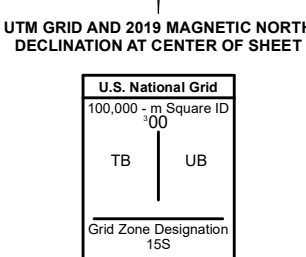 UTM GRID AND 2019 MAGNETIC NORTH
DECLINATION AT CENTER OF SHEET
U.S. National Grid
100,000 - m Square ID
³00
TB UB
Grid Zone Designation
15S